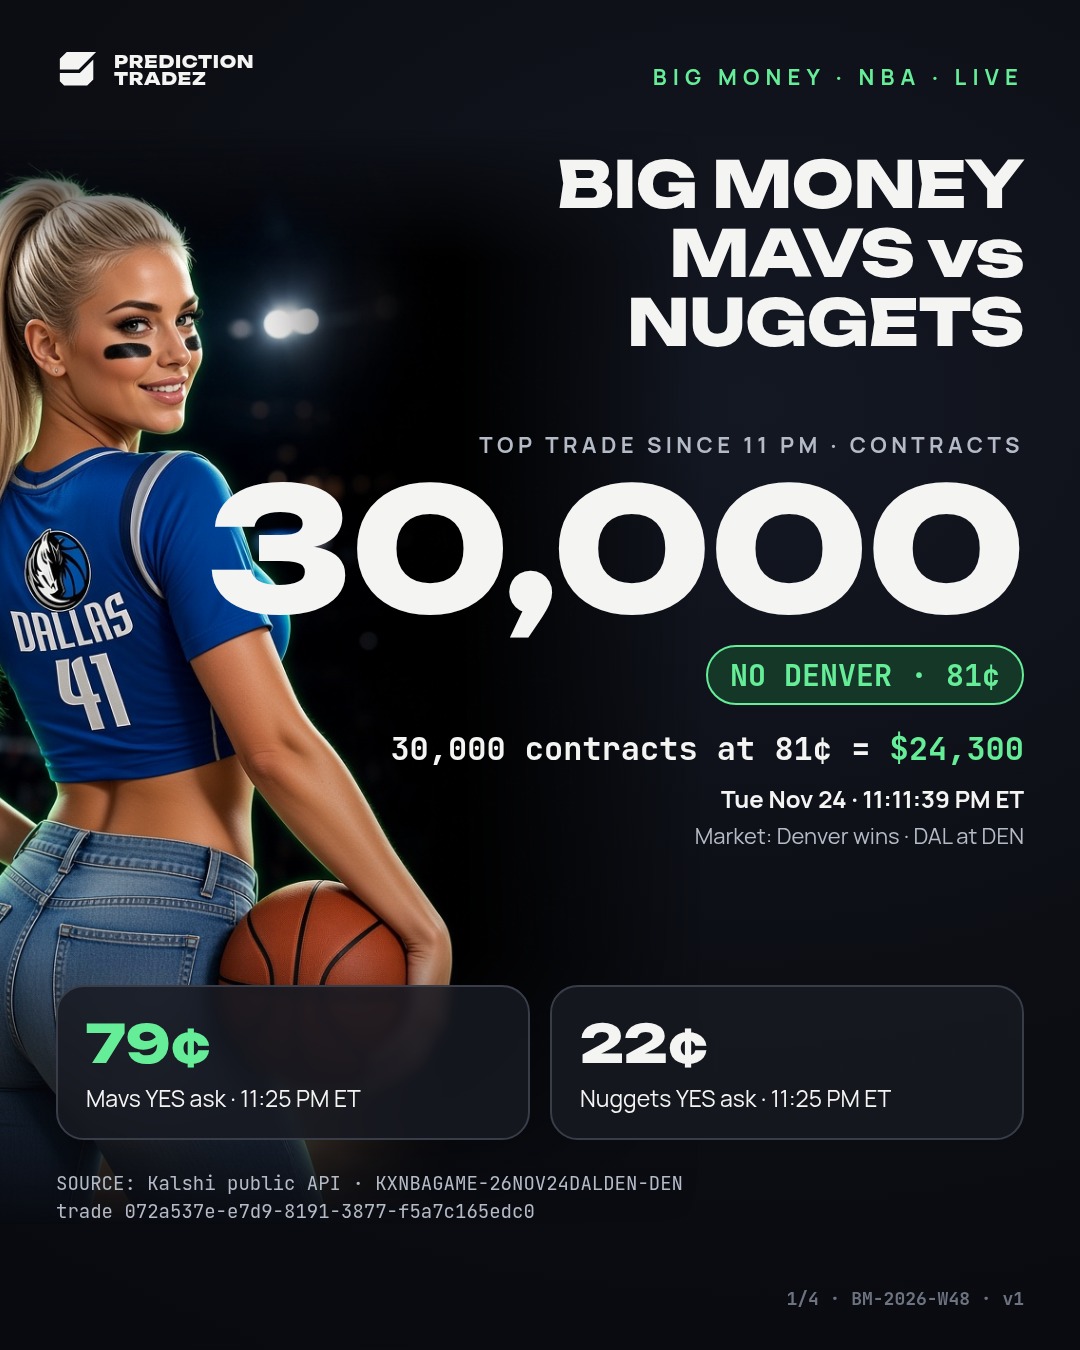 PREDICTION
TRADEZ
BIG MONEY · NBA · LIVE
BIG MONEY
MAVS vs
NUGGETS
TOP TRADE SINCE 11 PM · CONTRACTS
30,000
NO DENVER · 81¢
30,000 contracts at 81¢ = $24,300
Tue Nov 24 · 11:11:39 PM ET
Market: Denver wins · DAL at DEN
DALLAS
41
79¢
Mavs YES ask · 11:25 PM ET
22¢
Nuggets YES ask · 11:25 PM ET
SOURCE: Kalshi public API · KXNBAGAME-26NOV24DALDEN-DEN
trade 072a537e-e7d9-8191-3877-f5a7c165edc0
1/4 · BM-2026-W48 · v1